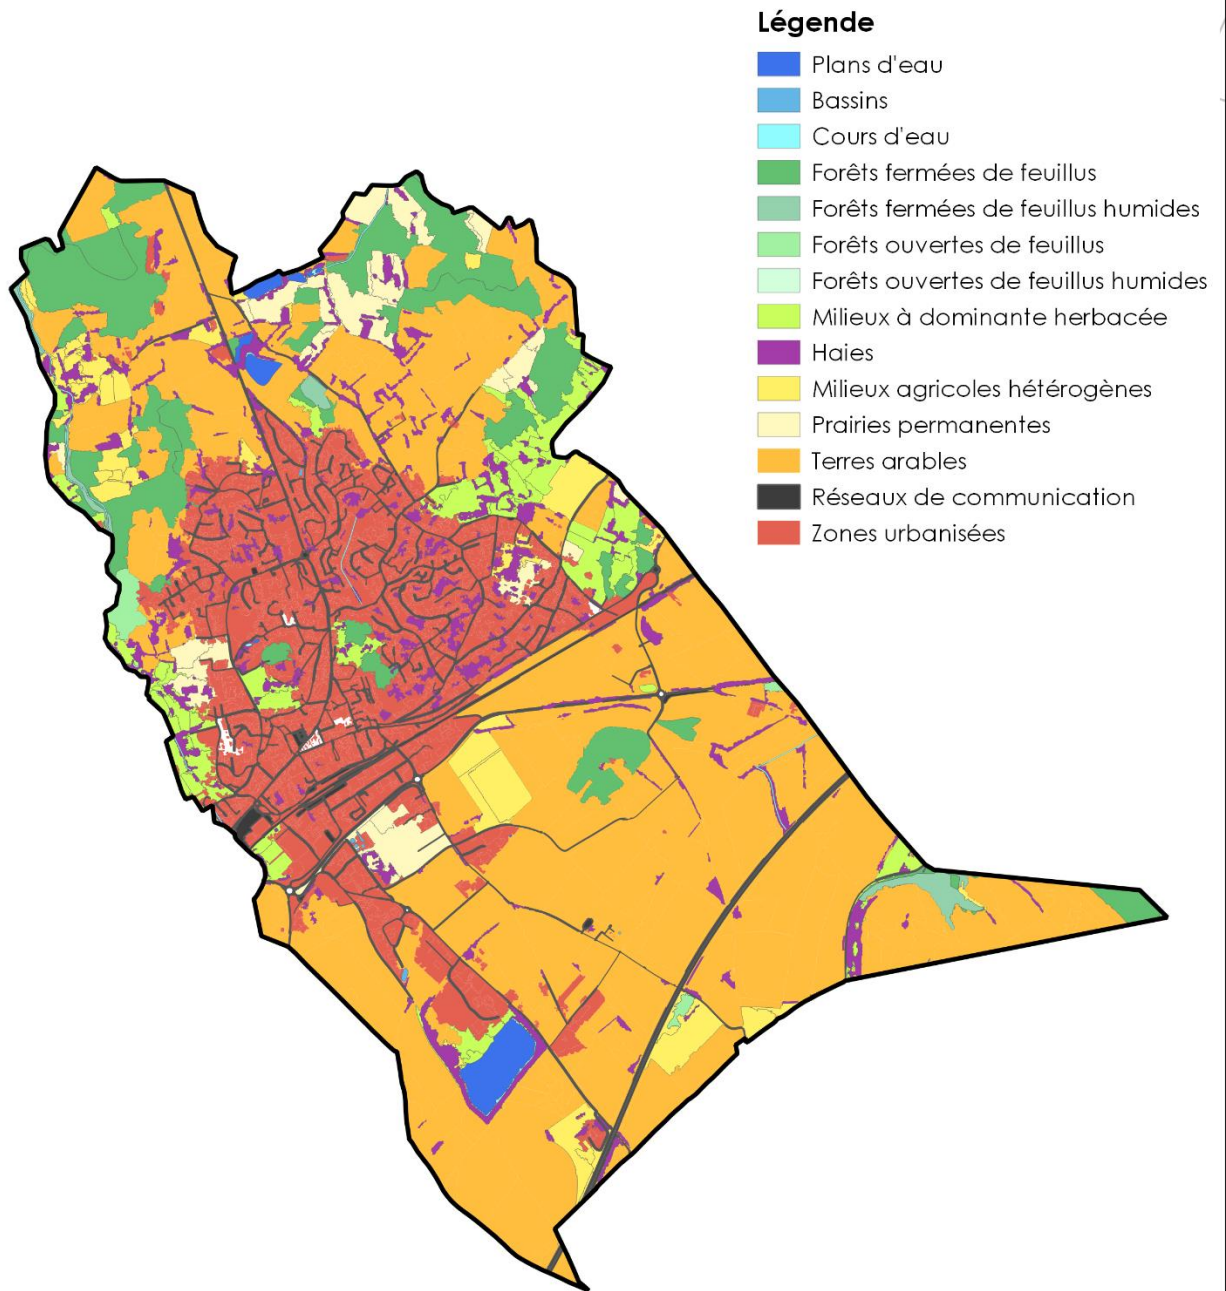 Légende
Plans d'eau
Bassins
Cours d'eau
Forêts fermées de feuillus
Forêts fermées de feuillus humides
Forêts ouvertes de feuillus
Forêts ouvertes de feuillus humides
Milieux à dominante herbacée
Haies
Milieux agricoles hétérogènes
Prairies permanentes
Terres arables
Réseaux de communication
Zones urbanisées